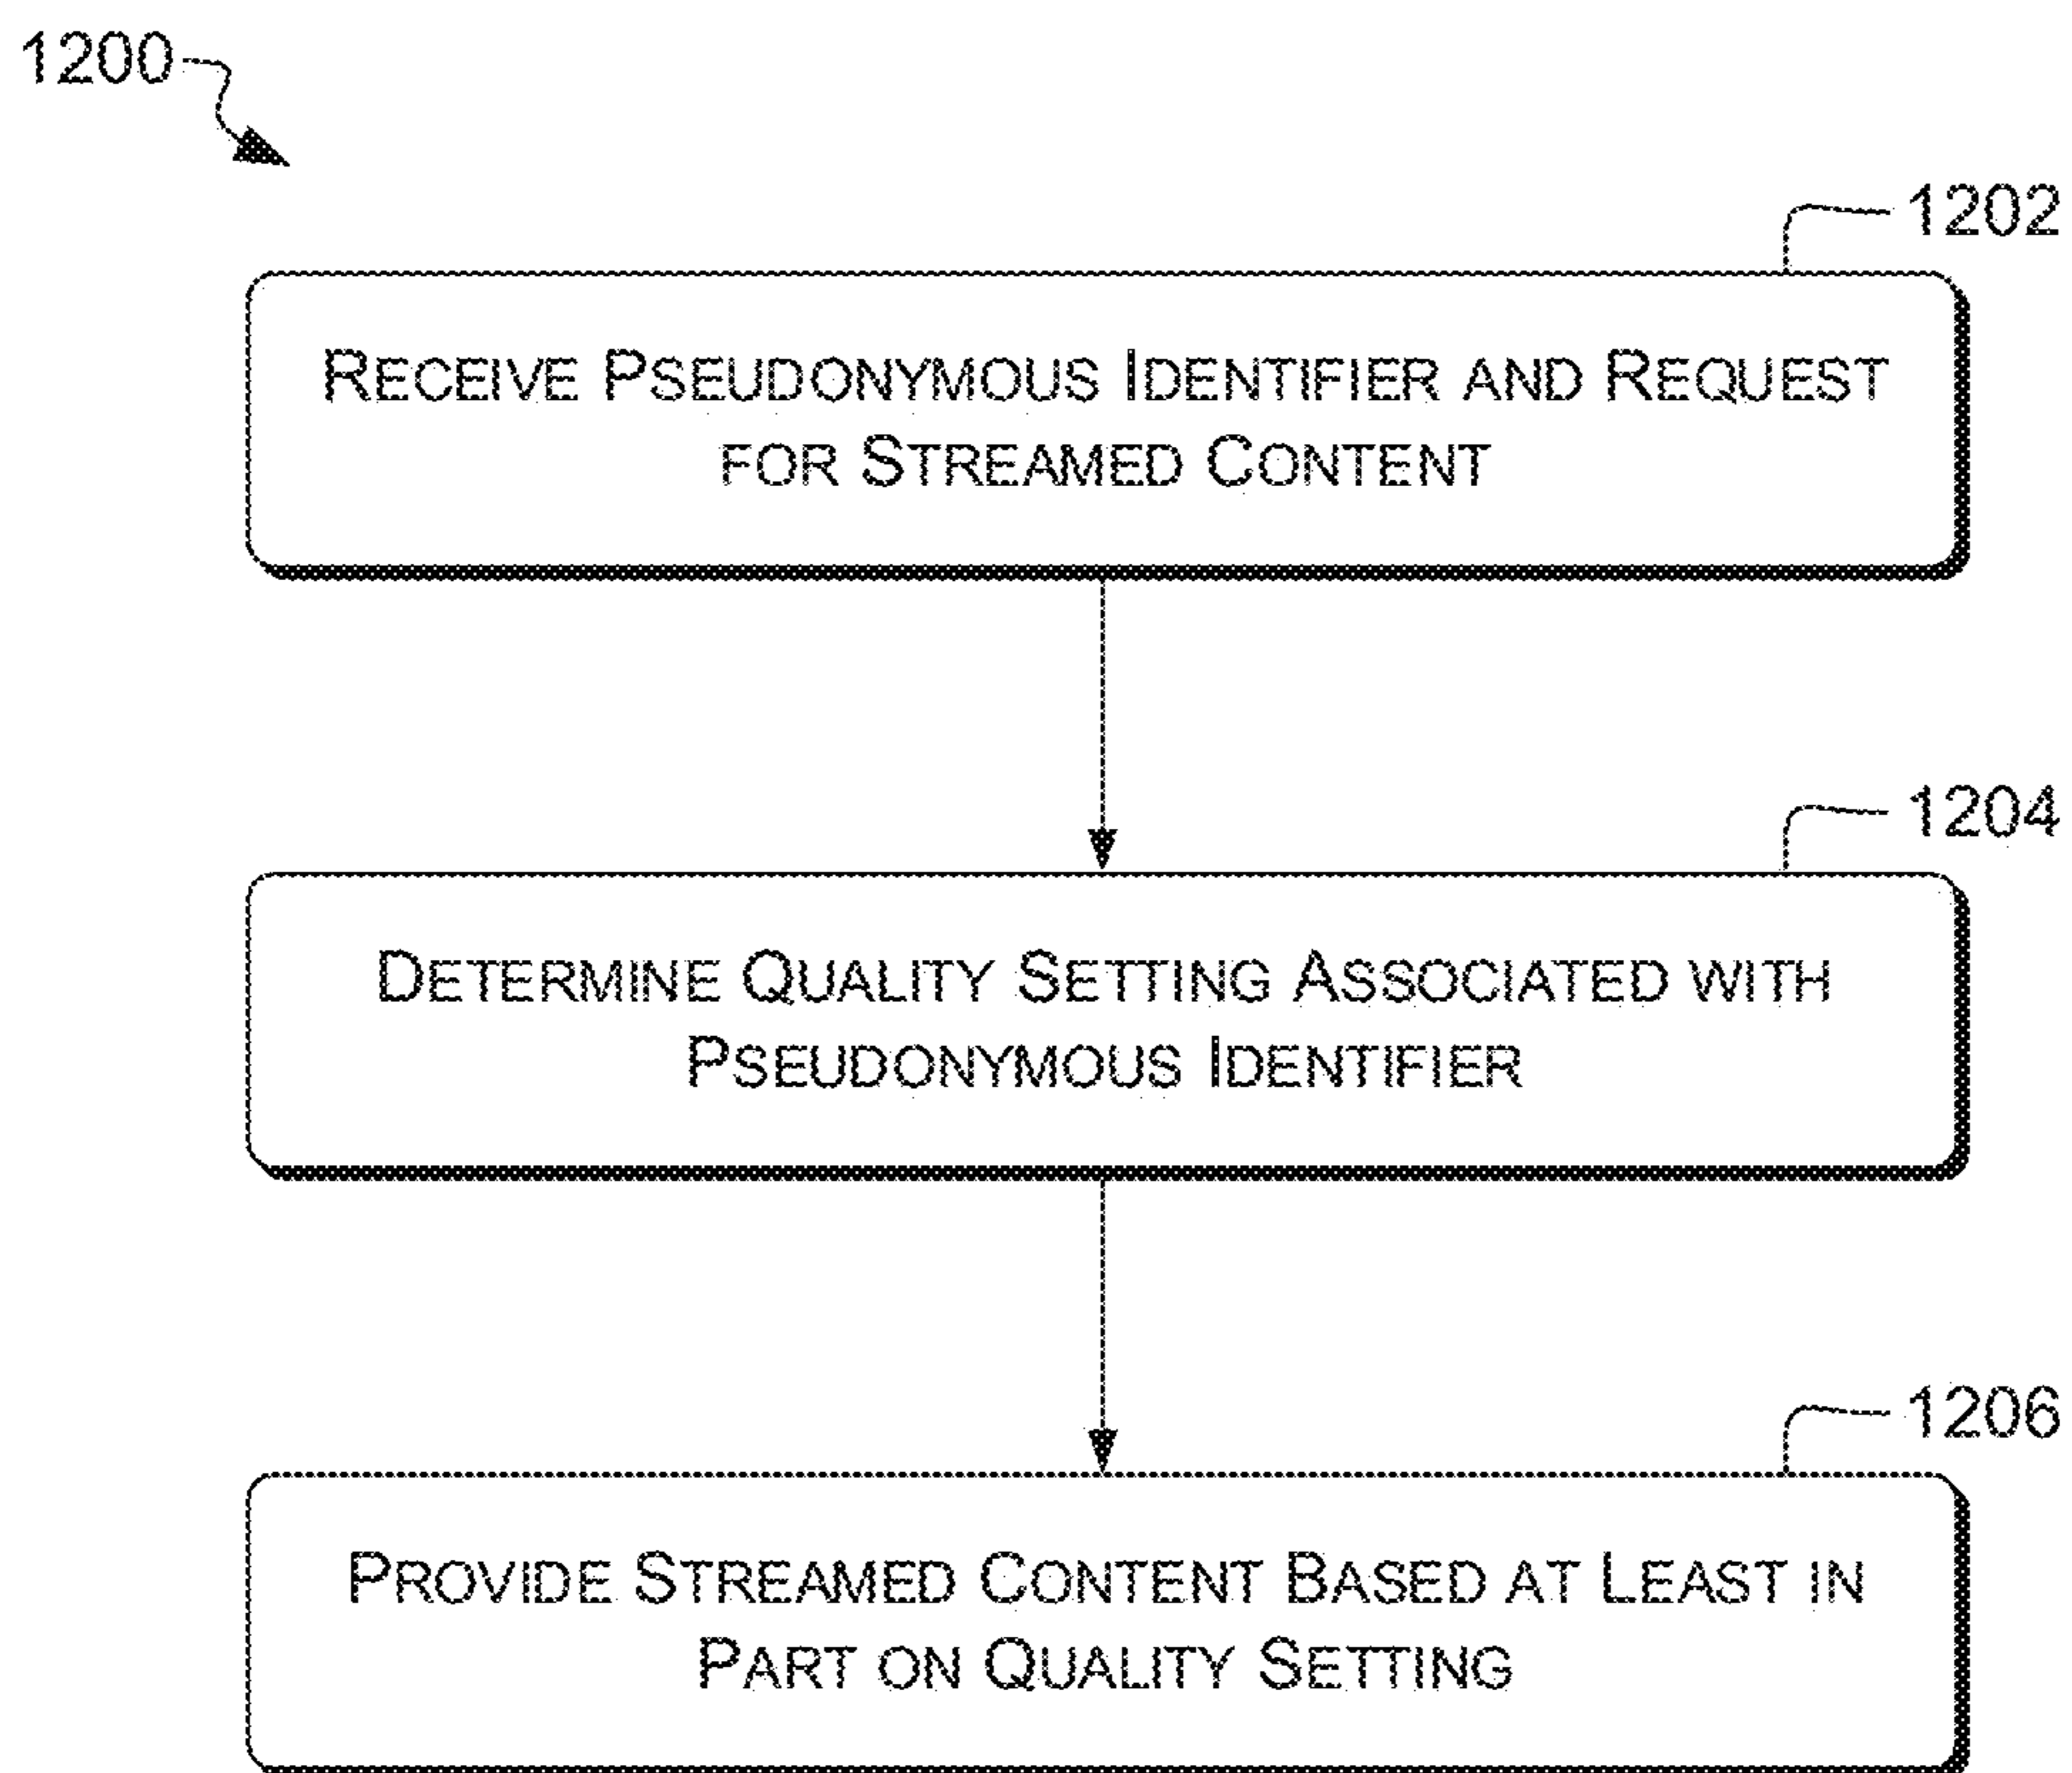 1200
1202
RECEIVE PSEUDONYMOUS IDENTIFIER AND REQUEST
FOR STREAMED CONTENT
1204
DETERMINE QUALITY SETTING ASSOCIATED WITH
PSEUDONYMOUS IDENTIFIER
1206
PROVIDE STREAMED CONTENT BASED AT LEAST IN
PART ON QUALITY SETTING